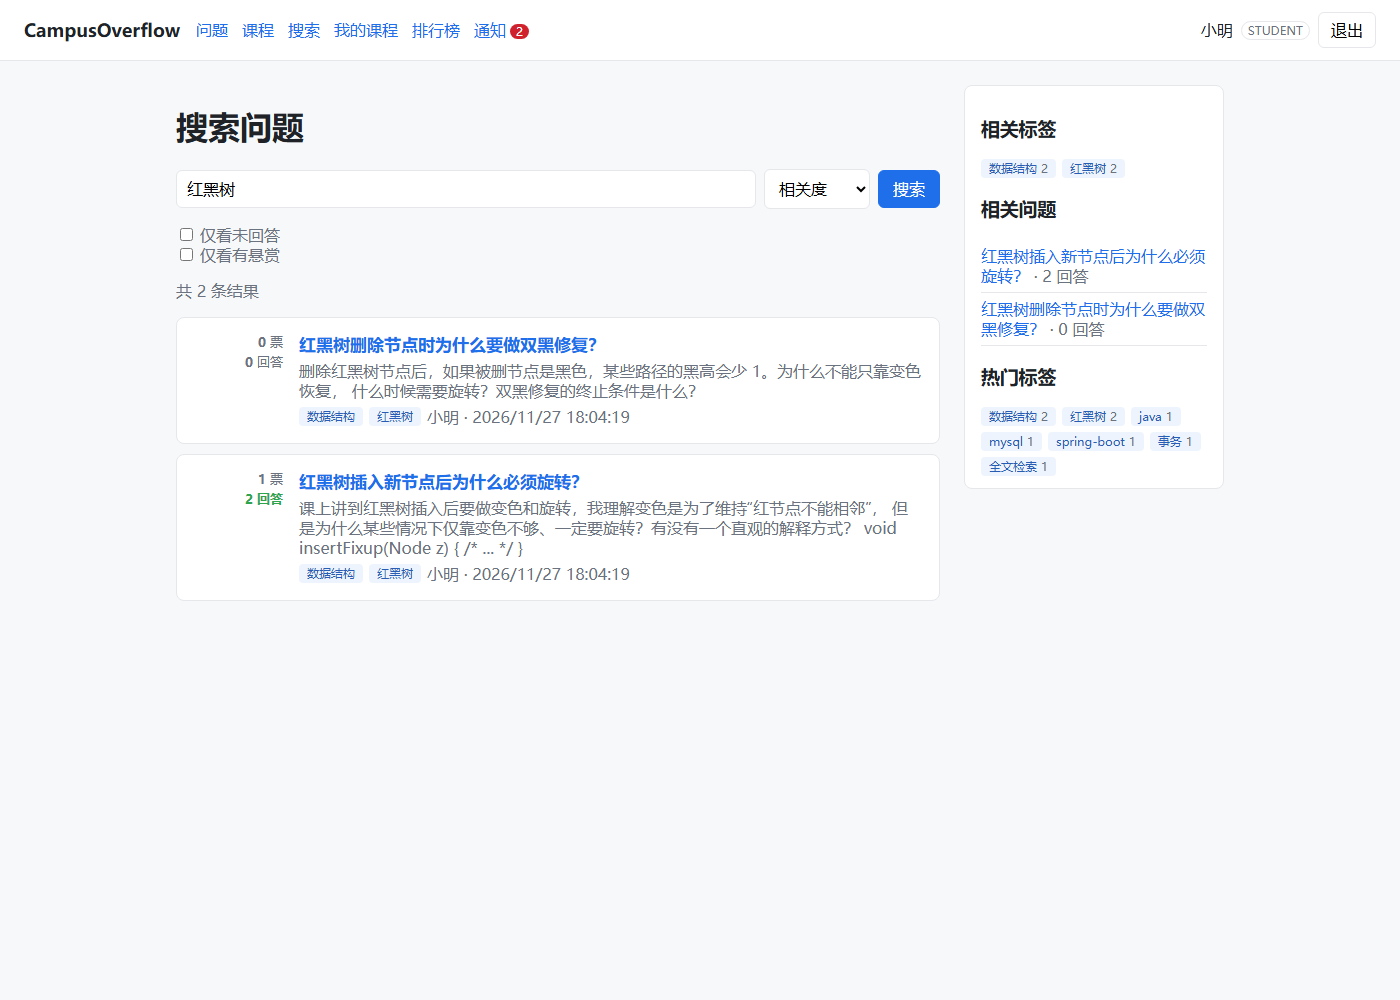 CampusOverflow 问题 课程 搜索 我的课程 排行榜 通知 2 小明 STUDENT 退出
搜索问题
红黑树 相关度 搜索
仅看未回答
仅看有悬赏
共 2 条结果
0 票
0 回答
红黑树删除节点时为什么要做双黑修复？
删除红黑树节点后，如果被删节点是黑色，某些路径的黑高会少 1。为什么不能只靠变色
恢复， 什么时候需要旋转？双黑修复的终止条件是什么？
数据结构 红黑树 小明 · 2026/11/27 18:04:19
1 票
2 回答
红黑树插入新节点后为什么必须旋转？
课上讲到红黑树插入后要做变色和旋转，我理解变色是为了维持“红节点不能相邻”， 但
是为什么某些情况下仅靠变色不够、一定要旋转？有没有一个直观的解释方式？ void
insertFixup(Node z) { /* ... */ }
数据结构 红黑树 小明 · 2026/11/27 18:04:19
相关标签
数据结构 2 红黑树 2
相关问题
红黑树插入新节点后为什么必须
旋转？ · 2 回答
红黑树删除节点时为什么要做双
黑修复？ · 0 回答
热门标签
数据结构 2 红黑树 2 java 1
mysql 1 spring-boot 1 事务 1
全文检索 1